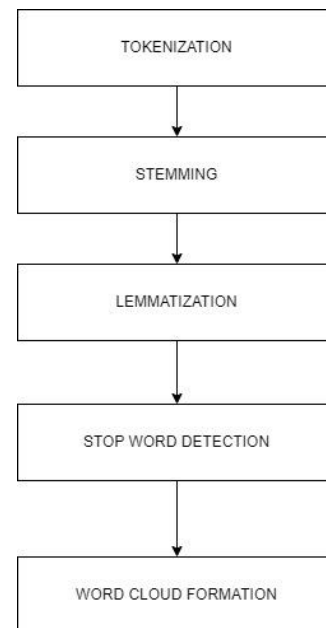 TOKENIZATION
STEMMING
LEMMATIZATION
STOP WORD DETECTION
WORD CLOUD FORMATION